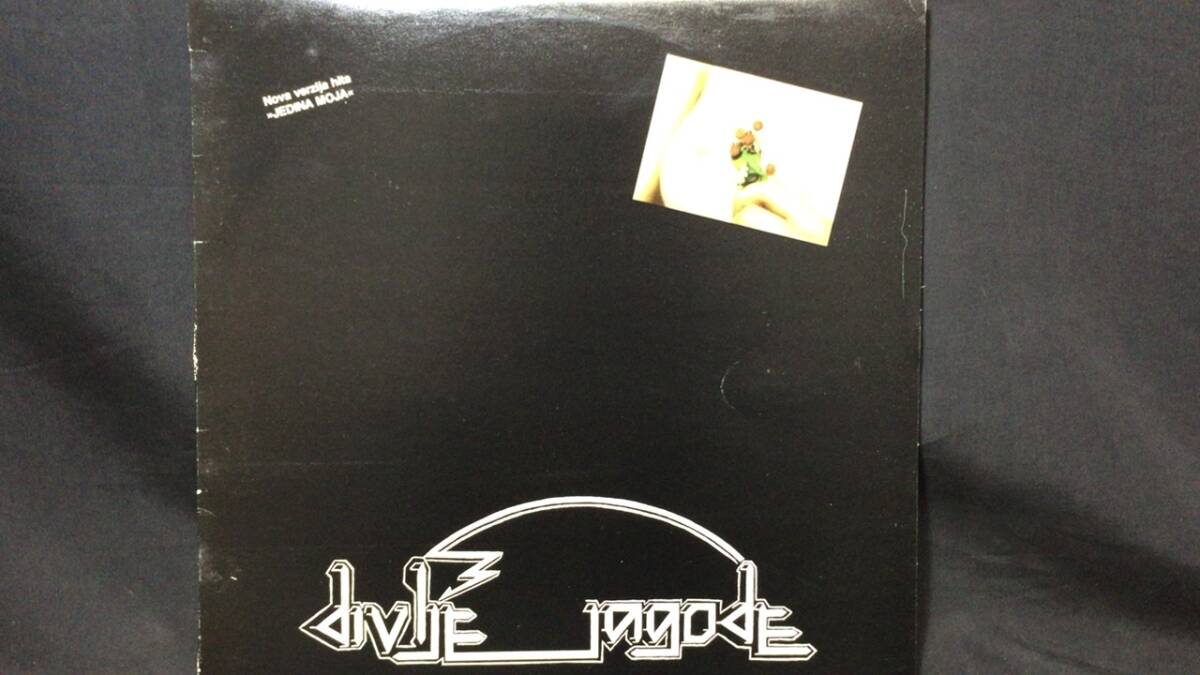 Nova verzija hita
»JEDINA MOJA«
divlje jagode